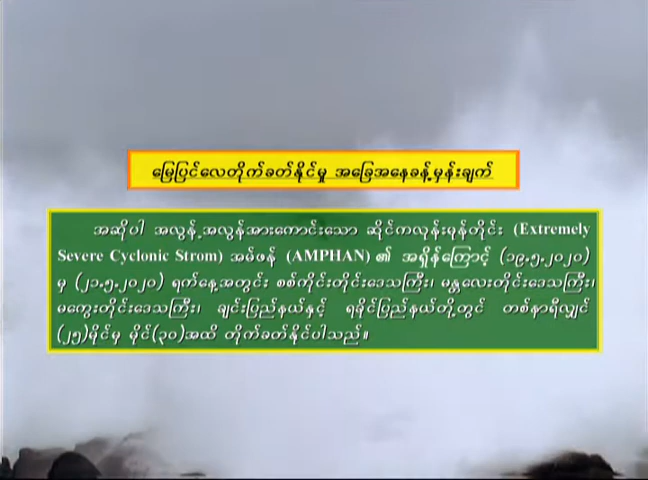 မြေပြင်လေတိုက်ခတ်နိုင်မှု အခြေအနေခန့်မှန်းချက်
အဆိုပါ အလွန့်အလွန်အားကောင်းသော ဆိုင်ကလုန်းမုန်တိုင်း (Extremely
Severe Cyclonic Strom) အမ်ဖန် (AMPHAN) ၏ အရှိန်ကြောင့် (၁၉.၅.၂၀၂၀)
မှ (၂၁.၅.၂၀၂၀) ရက်နေ့အတွင်း စစ်ကိုင်းတိုင်းဒေသကြီး၊ မန္တလေးတိုင်းဒေသကြီး၊
မကွေးတိုင်းဒေသကြီး၊ ချင်းပြည်နယ်နှင့် ရခိုင်ပြည်နယ်တို့တွင် တစ်နာရီလျှင်
(၂၅)မိုင်မှ မိုင်(၃၀)အထိ တိုက်ခတ်နိုင်ပါသည်။